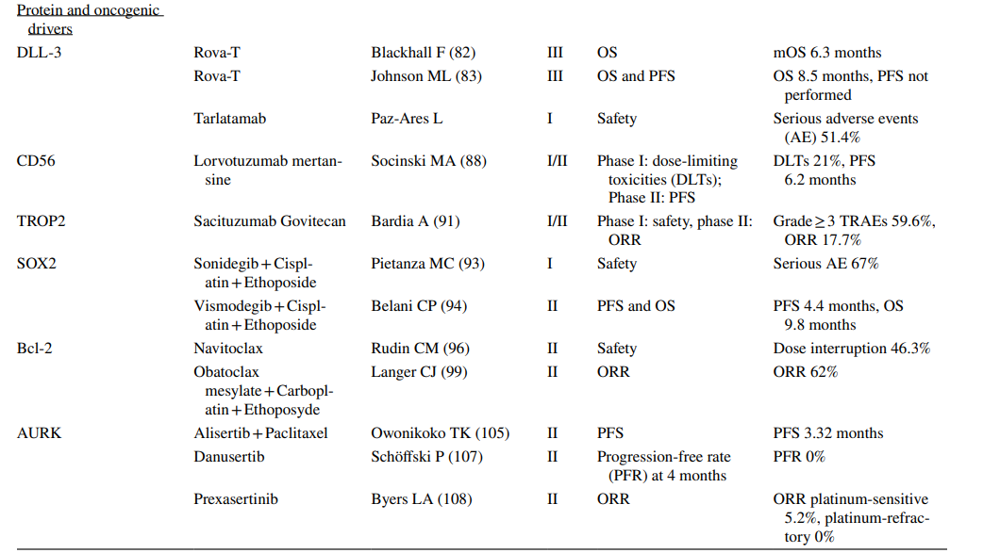 Protein and oncogenic
drivers
DLL-3 Rova-T Blackhall F (82) III OS mOS 6.3 months
Rova-T Johnson ML (83) III OS and PFS OS 8.5 months, PFS not
performed
Tarlatamab Paz-Ares L I Safety Serious adverse events
(AE) 51.4%
CD56 Lorvotuzumab mertan- Socinski MA (88) I/II Phase I: dose-limiting DLTs 21%, PFS
sine toxicities (DLTs); 6.2 months
Phase II: PFS
TROP2 Sacituzumab Govitecan Bardia A (91) I/II Phase I: safety, phase II: Grade ≥ 3 TRAEs 59.6%,
ORR ORR 17.7%
SOX2 Sonidegib + Cispl- Pietanza MC (93) I Safety Serious AE 67%
atin + Ethoposide
Vismodegib + Cispl- Belani CP (94) II PFS and OS PFS 4.4 months, OS
atin + Ethoposide 9.8 months
Bcl-2 Navitoclax Rudin CM (96) II Safety Dose interruption 46.3%
Obatoclax Langer CJ (99) II ORR ORR 62%
mesylate + Carbopl-
atin + Ethoposyde
AURK Alisertib + Paclitaxel Owonikoko TK (105) II PFS PFS 3.32 months
Danusertib Schöffski P (107) II Progression-free rate PFR 0%
(PFR) at 4 months
Prexasertinib Byers LA (108) II ORR ORR platinum-sensitive
5.2%, platinum-refrac-
tory 0%